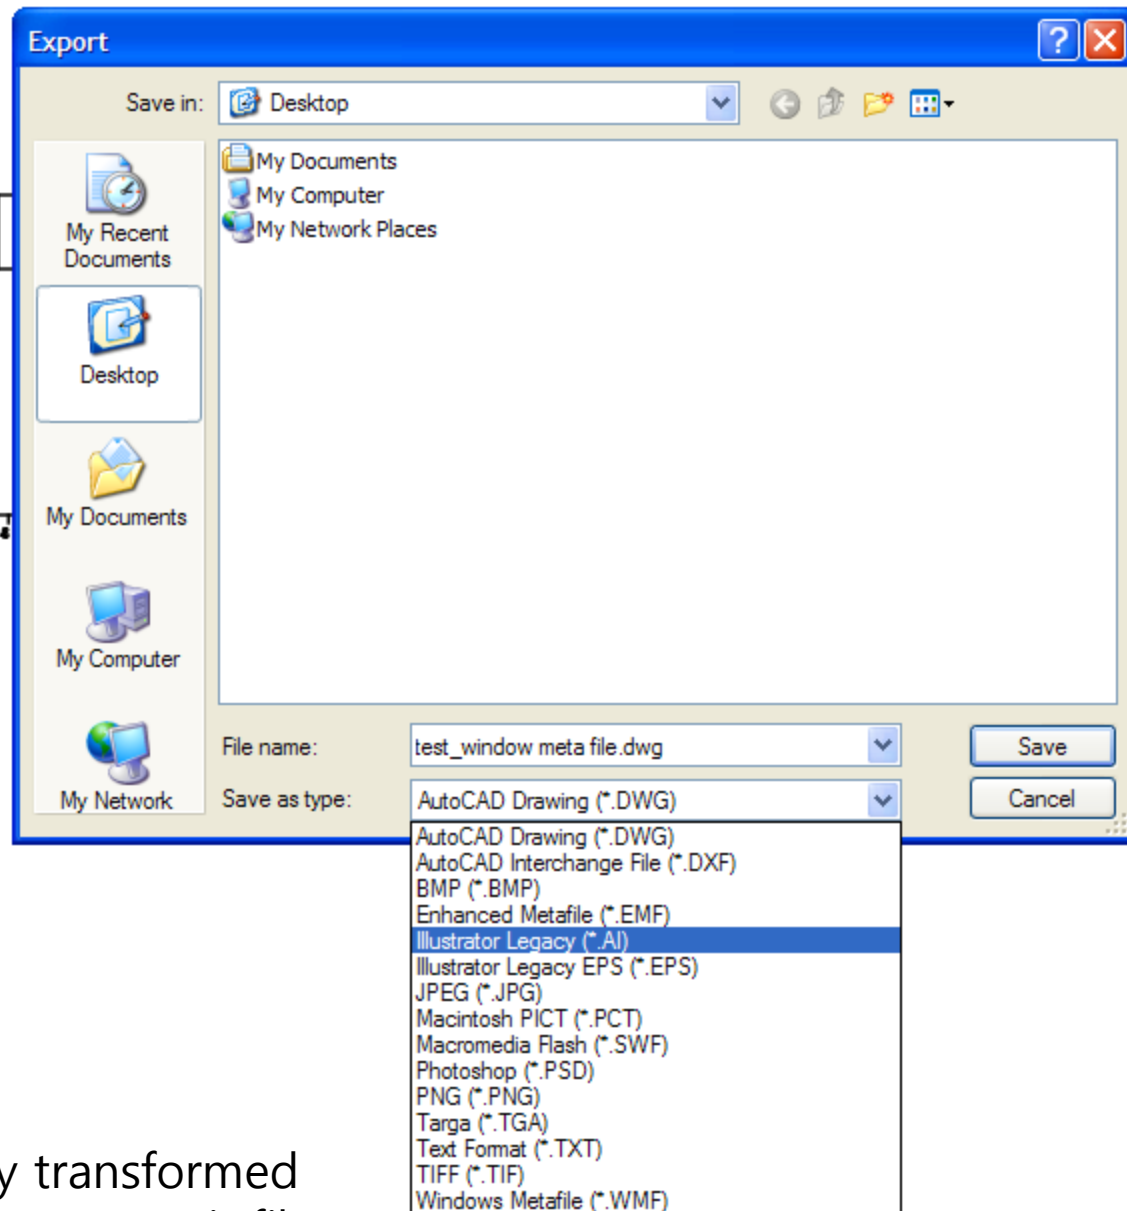 Export
Save in:
Desktop
My Documents
My Computer
My Network Places
My Recent
Documents
Desktop
My Documents
My Computer
My Network
File name:
test_window meta file.dwg
Save
Save as type:
AutoCAD Drawing (*.DWG)
Cancel
AutoCAD Drawing (*.DWG)
AutoCAD Interchange File (*.DXF)
BMP (*.BMP)
Enhanced Metafile (*.EMF)
Illustrator Legacy (*.AI)
Illustrator Legacy EPS (*.EPS)
JPEG (*.JPG)
Macintosh PICT (*.PCT)
Macromedia Flash (*.SWF)
Photoshop (*.PSD)
PNG (*.PNG)
Targa (*.TGA)
Text Format (*.TXT)
TIFF (*.TIF)
Windows Metafile (*.WMF)
y transformed